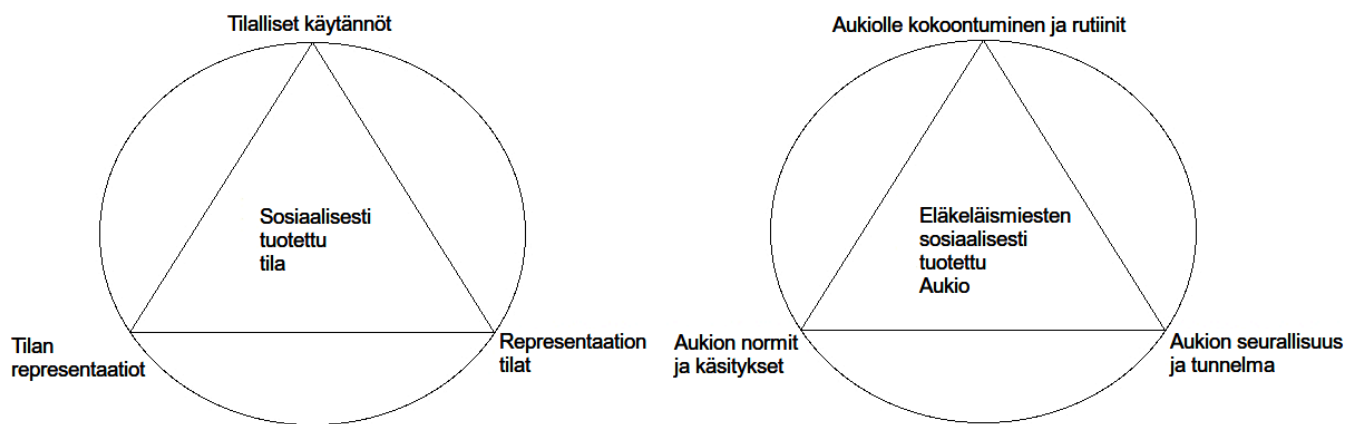 Tilalliset käytännöt
Sosiaalisesti
tuotettu
tila
Tilan
representaatiot
Representaation
tilat
Aukiolle kokoontuminen ja rutiinit
Eläkeläismiesten
sosiaalisesti
tuotettu
Aukio
Aukion normit
ja käsitykset
Aukion seurallisuus
ja tunnelma